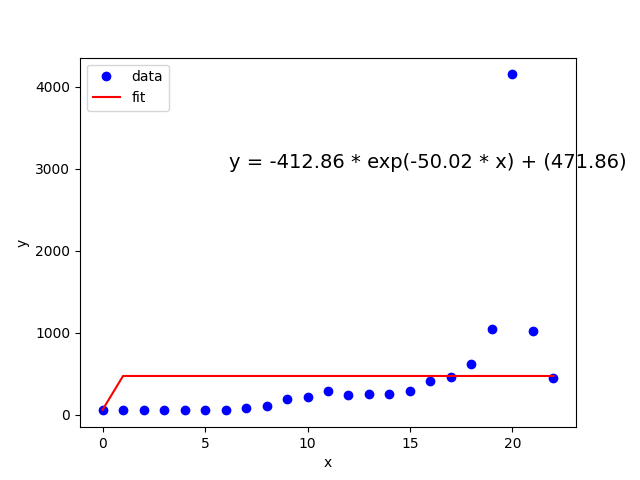 data
fit
y = -412.86 * exp(-50.02 * x) + (471.86)
y
4000
3000
2000
1000
0
0 5 10 15 20
x